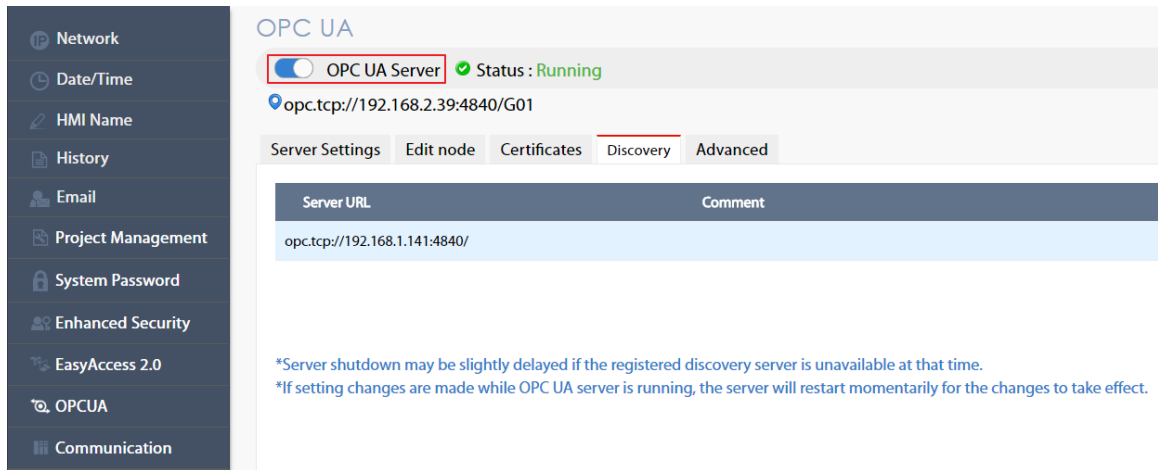 Network
Date/Time
HMI Name
History
Email
Project Management
System Password
Enhanced Security
EasyAccess 2.0
OPCUA
Communication
OPC UA
OPC UA Server Status : Running
opc.tcp://192.168.2.39:4840/G01
Server Settings Edit node Certificates Discovery Advanced
Server URL Comment
opc.tcp://192.168.1.141:4840/
*Server shutdown may be slightly delayed if the registered discovery server is unavailable at that time.
*If setting changes are made while OPC UA server is running, the server will restart momentarily for the changes to take effect.